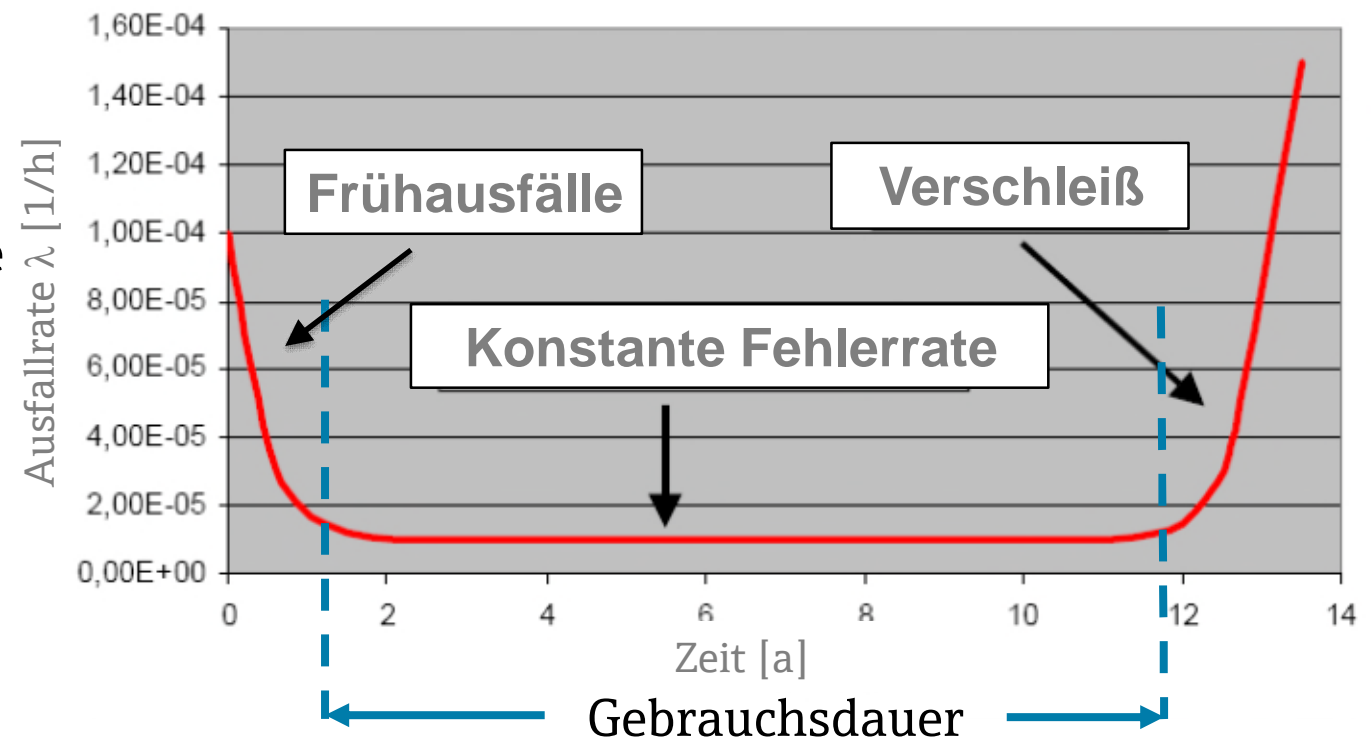 1,60E-04
1,40E-04
1,20E-04
1,00E-04
8,00E-05
6,00E-05
4,00E-05
2,00E-05
0,00E+00
Ausfallrate λ [1/h]
Frühausfälle
Verschleiß
Konstante Fehlerrate
0 2 4 6 8 10 12 14
Zeit [a]
Gebrauchsdauer